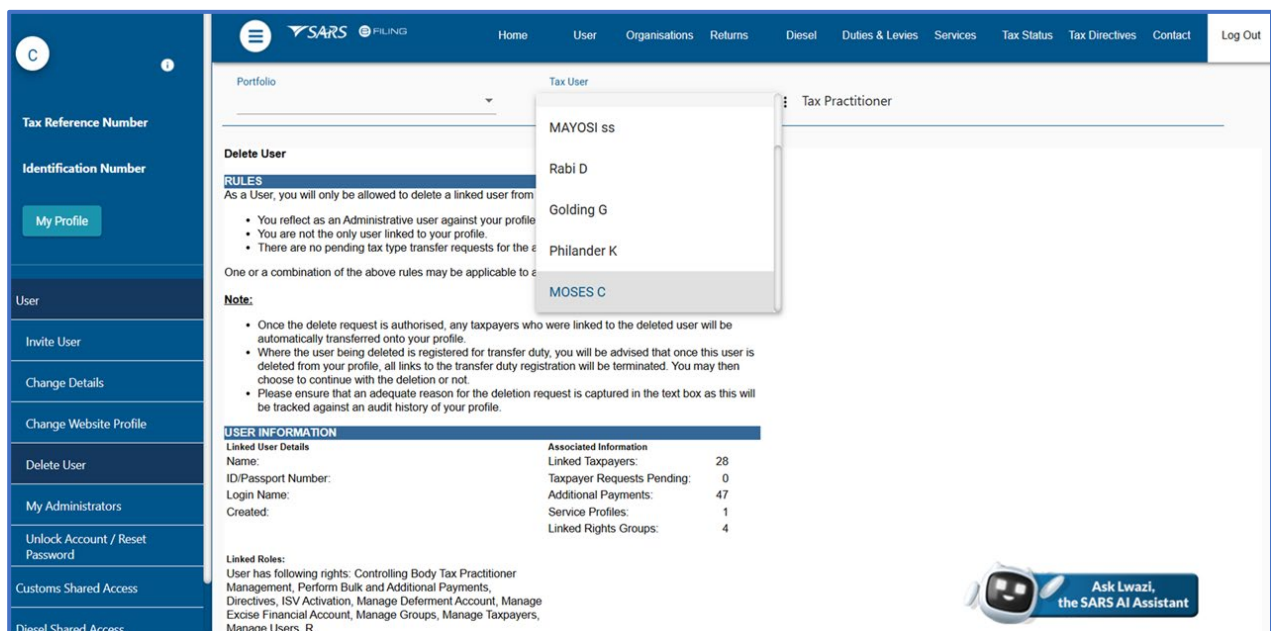 SARS eFILING
Home User Organisations Returns Diesel Duties & Levies Services Tax Status Tax Directives Contact Log Out
C
i
Tax Reference Number
Identification Number
My Profile
User
Invite User
Change Details
Change Website Profile
Delete User
My Administrators
Unlock Account / Reset
Password
Customs Shared Access
Diesel Shared Access
Portfolio
Tax User
Tax Practitioner
MAYOSI ss
Rabi D
Golding G
Philander K
MOSES C
Delete User
RULES
As a User, you will only be allowed to delete a linked user from
• You reflect as an Administrative user against your profile
• You are not the only user linked to your profile.
• There are no pending tax type transfer requests for the
One or a combination of the above rules may be applicable to
Note:
• Once the delete request is authorised, any taxpayers who were linked to the deleted user will be
automatically transferred onto your profile.
• Where the user being deleted is registered for transfer duty, you will be advised that once this user is
deleted from your profile, all links to the transfer duty registration will be terminated. You may then
choose to continue with the deletion or not.
• Please ensure that an adequate reason for the deletion request is captured in the text box as this will
be tracked against an audit history of your profile.
USER INFORMATION
Linked User Details Associated Information
Name: Linked Taxpayers: 28
ID/Passport Number: Taxpayer Requests Pending: 0
Login Name: Additional Payments: 47
Created: Service Profiles: 1
Linked Rights Groups: 4
Linked Roles:
User has following rights: Controlling Body Tax Practitioner
Management, Perform Bulk and Additional Payments,
Directives, ISV Activation, Manage Deferment Account, Manage
Excise Financial Account, Manage Groups, Manage Taxpayers,
Manage Users, R
Ask Lwazi,
the SARS AI Assistant